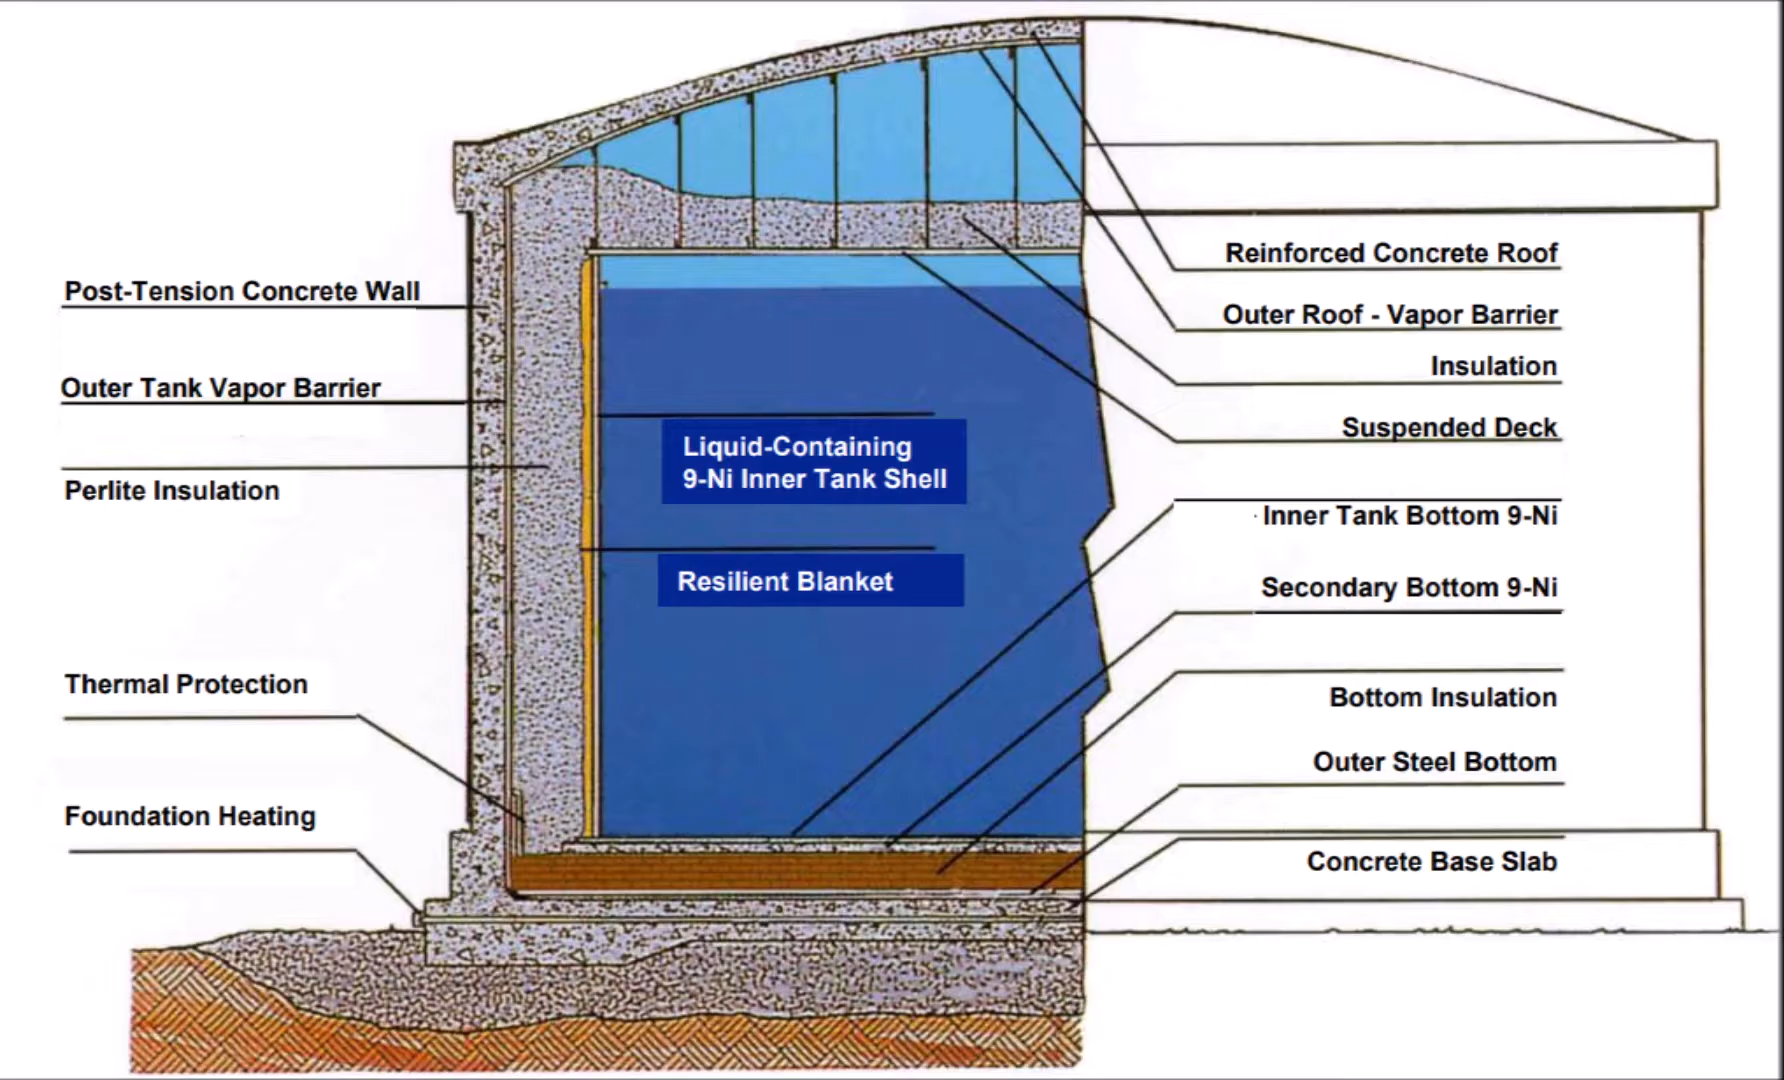 Post-Tension Concrete Wall
Outer Tank Vapor Barrier
Perlite Insulation
Thermal Protection
Foundation Heating
Liquid-Containing
9-Ni Inner Tank Shell
Resilient Blanket
Reinforced Concrete Roof
Outer Roof - Vapor Barrier
Insulation
Suspended Deck
Inner Tank Bottom 9-Ni
Secondary Bottom 9-Ni
Bottom Insulation
Outer Steel Bottom
Concrete Base Slab